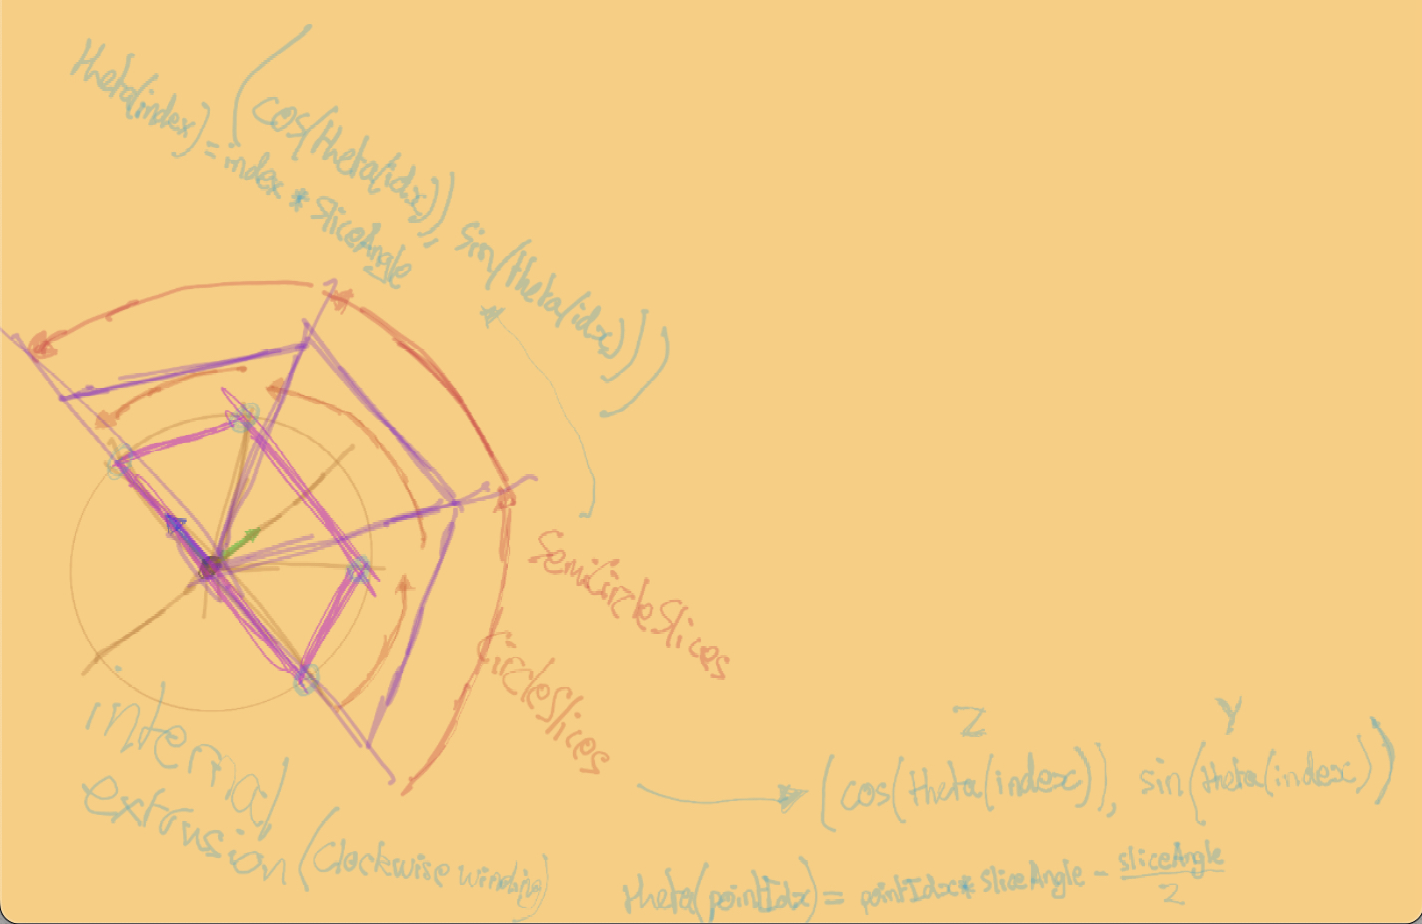 (cos(theta(idx)), sin(theta(idx)))
theta(index) = index * sliceAngle
SemiCircleSlices
CircleSlices
internal
extrusion (clockwise winding)
Z Y
(cos(theta(index)), sin(theta(index)))
theta(pointIdx) = pointIdx * sliceAngle - sliceAngle
2